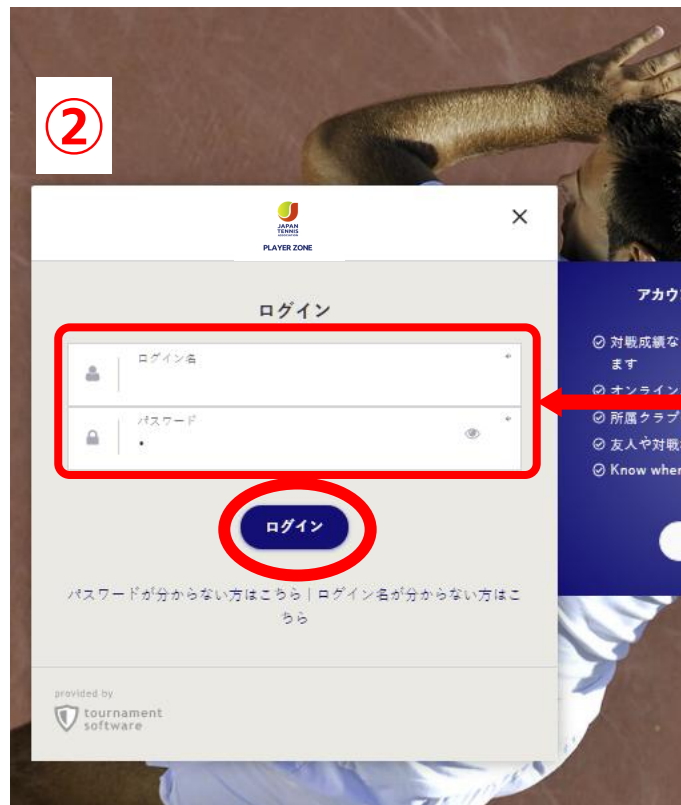 ②
JAPAN
TENNIS
PLAYER ZONE
ログイン
ログイン名
パスワード
ログイン
パスワードが分からない方はこちら | ログイン名が分からない方はこ
ちら
provided by
tournament
software
アカウ
対戦成績な
ます
オンライン
所属クラブ
友人や対戦
Know wher